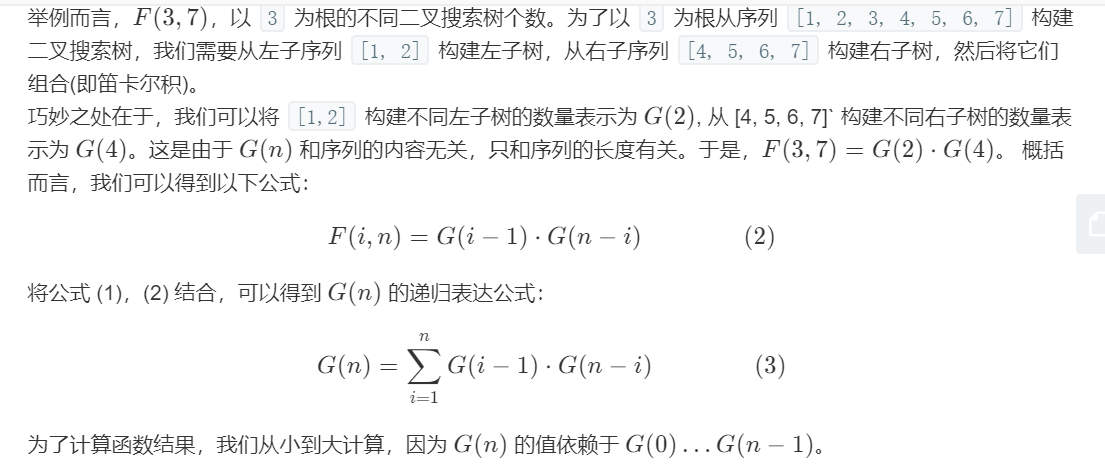 举例而言，F(3, 7)，以 3 为根的不同二叉搜索树个数。为了以 3 为根从序列 [1, 2, 3, 4, 5, 6, 7] 构建
二叉搜索树，我们需要从左子序列 [1, 2] 构建左子树，从右子序列 [4, 5, 6, 7] 构建右子树，然后将它们
组合(即笛卡尔积)。
巧妙之处在于，我们可以将 [1,2] 构建不同左子树的数量表示为 G(2), 从 [4, 5, 6, 7]` 构建不同右子树的数量表
示为 G(4)。这是由于 G(n) 和序列的内容无关，只和序列的长度有关。于是，F(3, 7) = G(2) · G(4)。 概括
而言，我们可以得到以下公式：
F(i, n) = G(i − 1) · G(n − i) (2)
将公式 (1)，(2) 结合，可以得到 G(n) 的递归表达公式：
G(n) = ∑_{i=1}^{n} G(i − 1) · G(n − i) (3)
为了计算函数结果，我们从小到大计算，因为 G(n) 的值依赖于 G(0) … G(n − 1)。